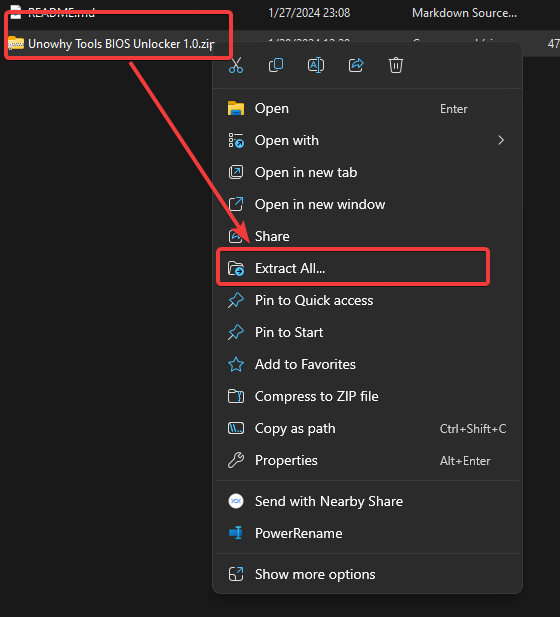 README.md 1/27/2024 23:08 Markdown Source...
Unowhy Tools BIOS Unlocker 1.0.zip 47
Open Enter
Open with
Open in new tab
Open in new window
Share
Extract All...
Pin to Quick access
Pin to Start
Add to Favorites
Compress to ZIP file
Copy as path Ctrl+Shift+C
Properties Alt+Enter
Send with Nearby Share
PowerRename
Show more options